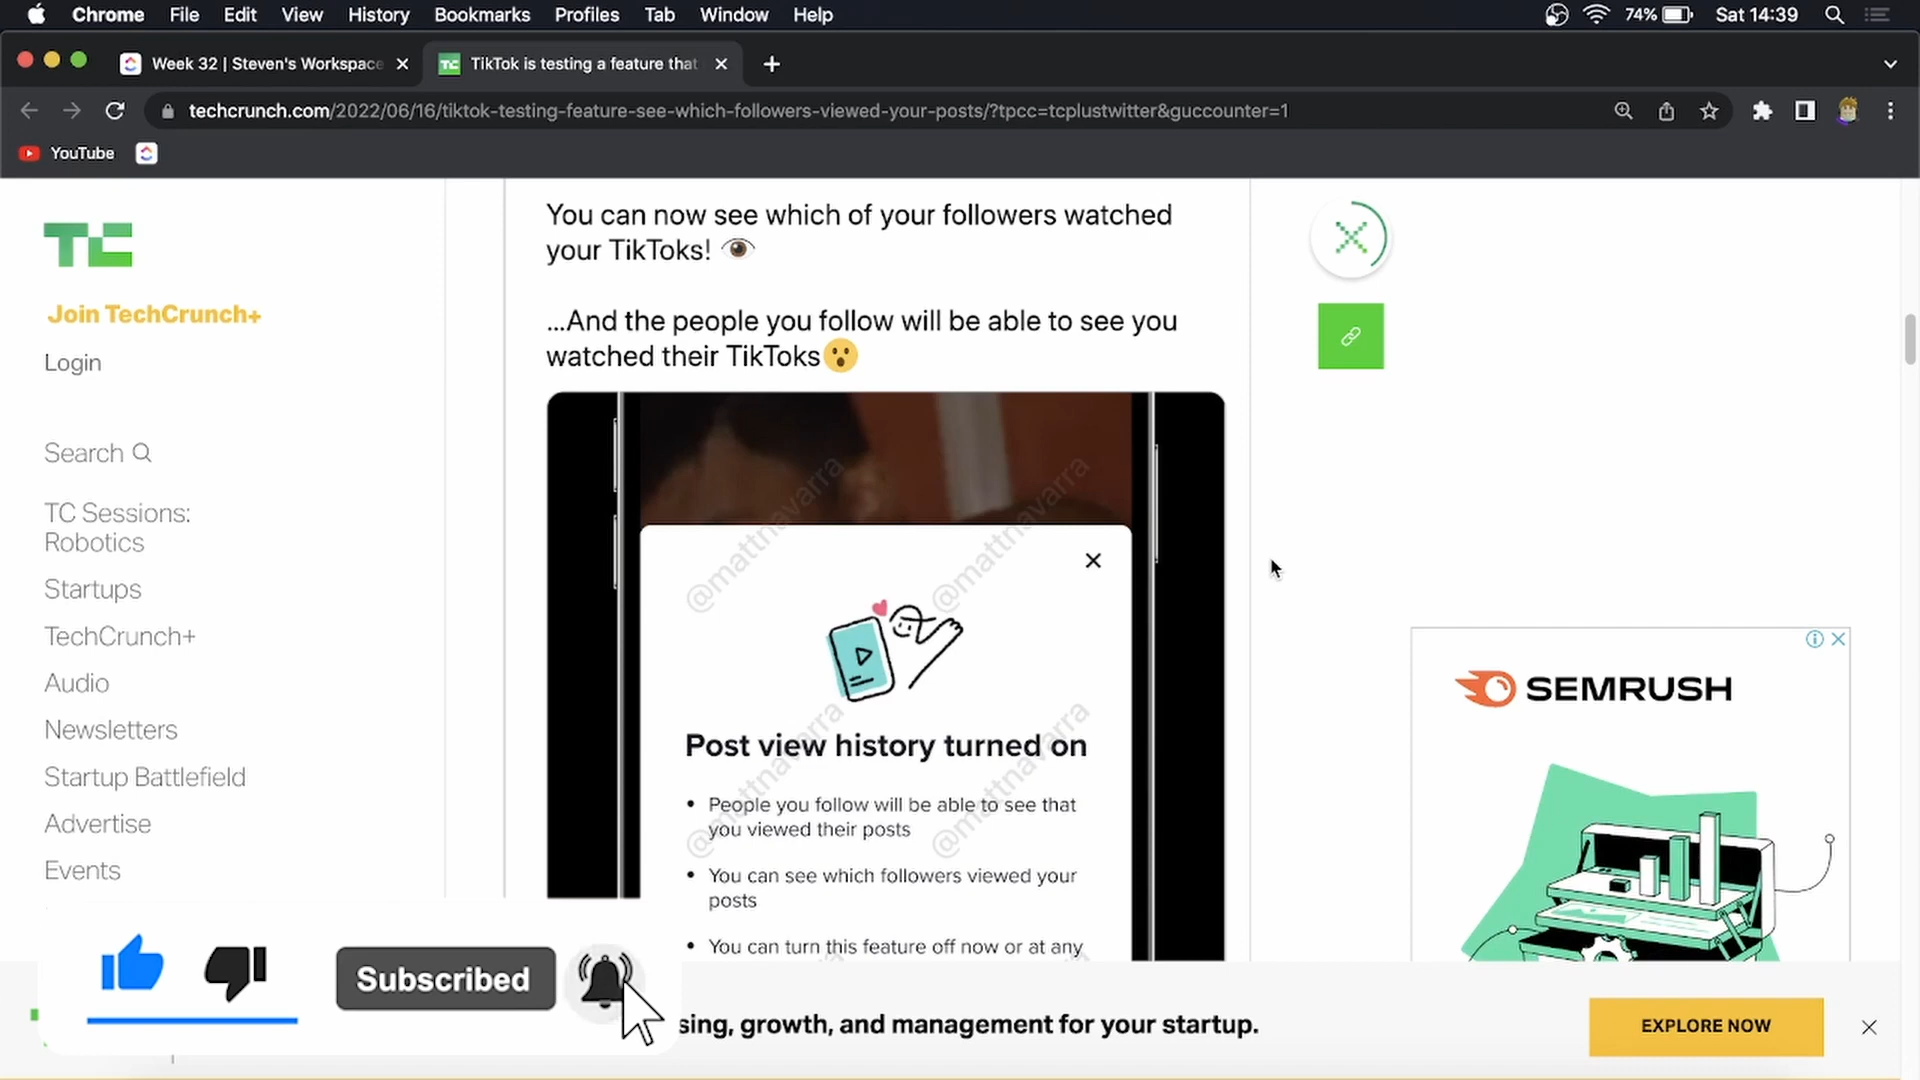 Chrome File Edit View History Bookmarks Profiles Tab Window Help 74% Sat 14:39
Week 32 | Steven's Workspace
TC TikTok is testing a feature that
techcrunch.com/2022/06/16/tiktok-testing-feature-see-which-followers-viewed-your-posts/?tpcc=tcplustwitter&guccounter=1
YouTube
TC
Join TechCrunch+
Login
Search
TC Sessions:
Robotics
Startups
TechCrunch+
Audio
Newsletters
Startup Battlefield
Advertise
Events
You can now see which of your followers watched
your TikToks! 👁
...And the people you follow will be able to see you
watched their TikToks😮
@mattnavarra
@mattnavarra
Post view history turned on
@mattnavarra
@mattnavarra
• People you follow will be able to see that
you viewed their posts
• You can see which followers viewed your
posts
• You can turn this feature off now or at any
SEMRUSH
Subscribed
sing, growth, and management for your startup.
EXPLORE NOW